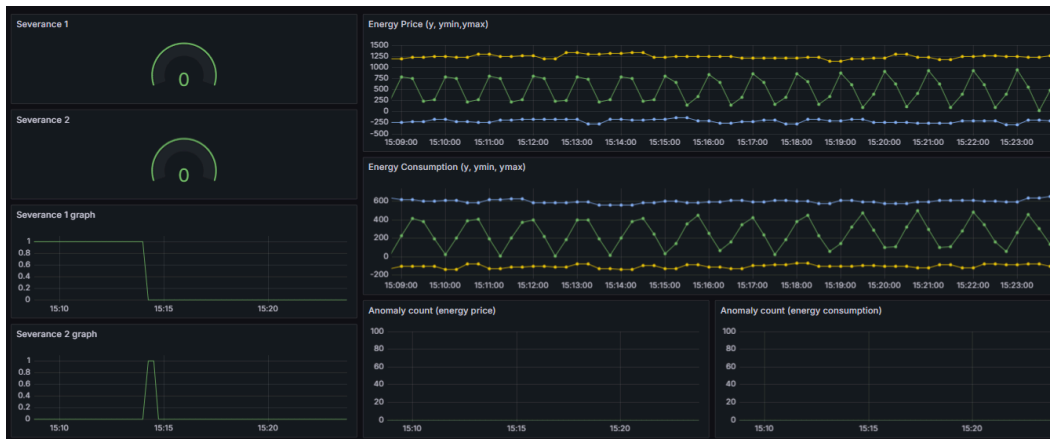 Severance 1
0
Severance 2
0
Severance 1 graph
1
0.8
0.6
0.4
0.2
0
15:10 15:15 15:20
Severance 2 graph
1
0.8
0.6
0.4
0.2
0
15:10 15:15 15:20
Energy Price (y, ymin,ymax)
1500
1250
1000
750
500
250
0
-250
-500
15:09:00 15:10:00 15:11:00 15:12:00 15:13:00 15:14:00 15:15:00 15:16:00 15:17:00 15:18:00 15:19:00 15:20:00 15:21:00 15:22:00 15:23:00
Energy Consumption (y, ymin, ymax)
600
400
200
0
-200
15:09:00 15:10:00 15:11:00 15:12:00 15:13:00 15:14:00 15:15:00 15:16:00 15:17:00 15:18:00 15:19:00 15:20:00 15:21:00 15:22:00 15:23:00
Anomaly count (energy price)
100
80
60
40
20
0
15:10 15:15 15:20
Anomaly count (energy consumption)
100
80
60
40
20
0
15:10 15:15 15:20